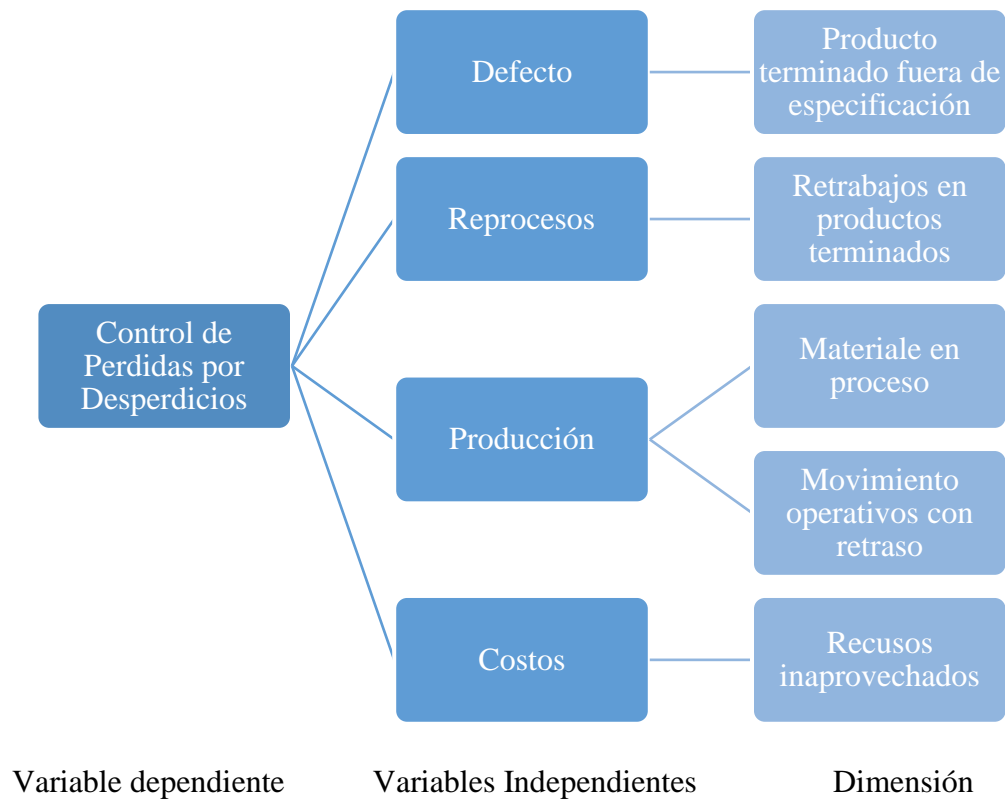 Control de
Perdidas por
Desperdicios
Defecto
Producto
terminado fuera de
especificación
Reprocesos
Retrabajos en
productos
terminados
Producción
Materiale en
proceso
Movimiento
operativos con
retraso
Costos
Recusos
inaprovechados
Variable dependiente
Variables Independientes
Dimensión